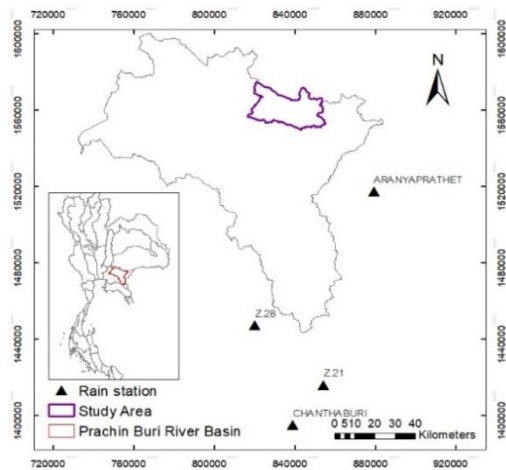 720000 760000 800000 840000 880000 920000
1600000 1600000
N
1560000 1560000
ARANYAPRATHET
1520000 1520000
1480000 1480000
Z.28
1440000 1440000
Z.21
Rain station
Study Area
CHANTHABURI
1400000 1400000
Prachin Buri River Basin
0 5 10 20 30 40
Kilometers
720000 760000 800000 840000 880000 920000